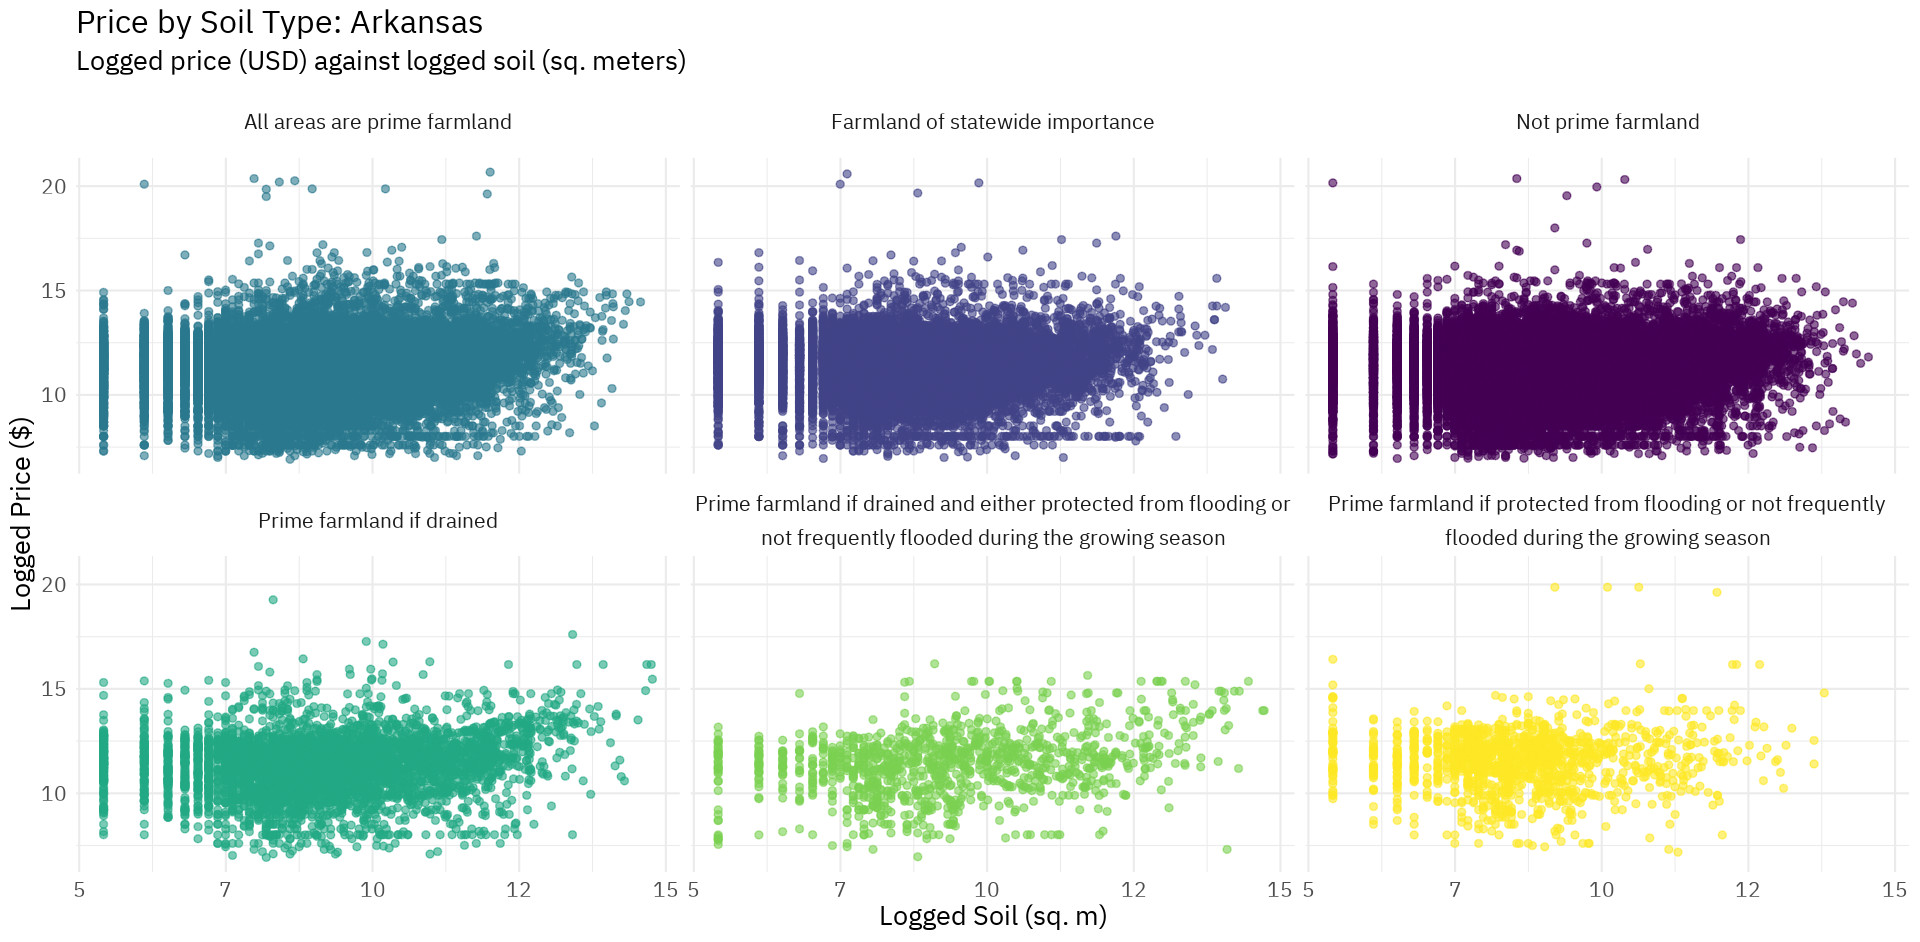 Price by Soil Type: Arkansas
Logged price (USD) against logged soil (sq. meters)
All areas are prime farmland
Farmland of statewide importance
Not prime farmland
20
15
10
Logged Price ($)
Prime farmland if drained
Prime farmland if drained and either protected from flooding or
not frequently flooded during the growing season
Prime farmland if protected from flooding or not frequently
flooded during the growing season
20
15
10
5 7 10 12 15 5 7 10 12 15 5 7 10 12 15
Logged Soil (sq. m)